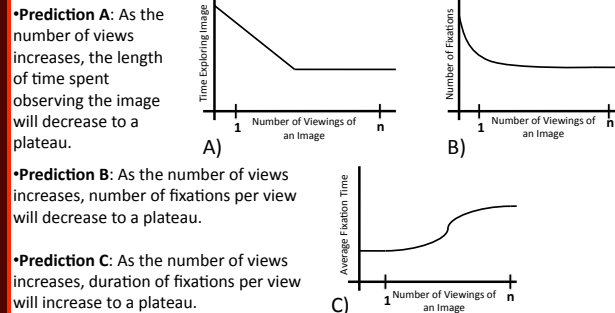 •Prediction A: As the
number of views
increases, the length
of time spent
observing the image
will decrease to a
plateau.
Time Exploring Image
1
Number of Viewings of
an Image
n
A)
Number of Fixations
1
Number of Viewings of
an Image
n
B)
•Prediction B: As the number of views
increases, number of fixations per view
will decrease to a plateau.
•Prediction C: As the number of views
increases, duration of fixations per view
will increase to a plateau.
Average Fixation Time
1
Number of Viewings of
an Image
n
C)